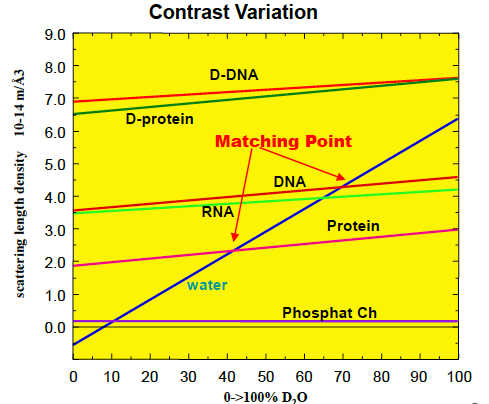 Contrast Variation
9.0
8.0
7.0
6.0
5.0
4.0
3.0
2.0
1.0
0.0
scattering length density 10-14 m/Å3
D-DNA
D-protein
Matching Point
DNA
RNA
Protein
water
Phosphat Ch
0 10 20 30 40 50 60 70 80 90 100
0->100% D,O